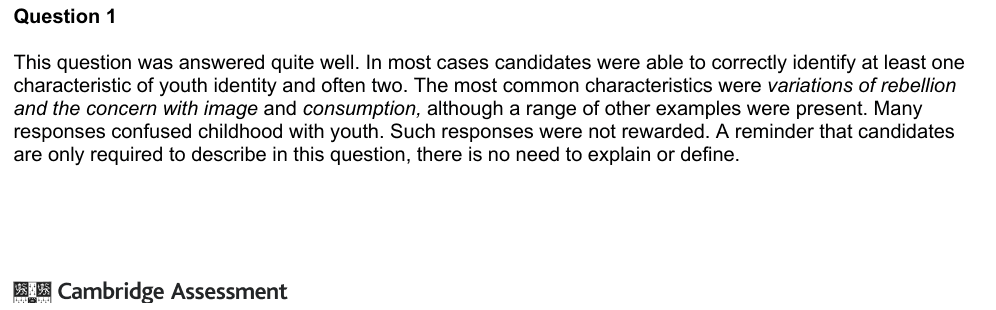 Question 1
This question was answered quite well. In most cases candidates were able to correctly identify at least one
characteristic of youth identity and often two. The most common characteristics were variations of rebellion
and the concern with image and consumption, although a range of other examples were present. Many
responses confused childhood with youth. Such responses were not rewarded. A reminder that candidates
are only required to describe in this question, there is no need to explain or define.
Cambridge Assessment